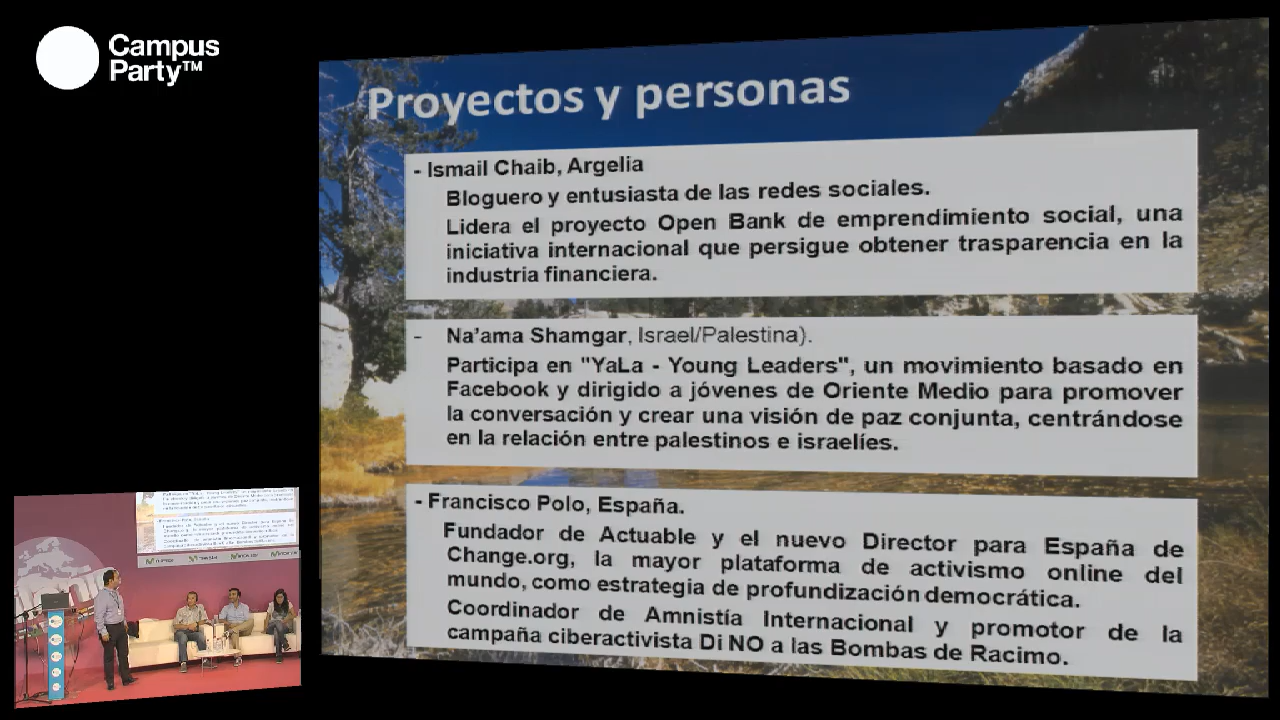 Campus
Party™
Proyectos y personas
- Ismail Chaib, Argelia
Bloguero y entusiasta de las redes sociales.
Lidera el proyecto Open Bank de emprendimiento social, una
iniciativa internacional que persigue obtener trasparencia en la
industria financiera.
- Na'ama Shamgar, Israel/Palestina).
Participa en "YaLa - Young Leaders", un movimiento basado en
Facebook y dirigido a jóvenes de Oriente Medio para promover
la conversación y crear una visión de paz conjunta, centrándose
en la relación entre palestinos e israelíes.
- Francisco Polo, España.
Fundador de Actuable y el nuevo Director para España de
Change.org, la mayor plataforma de activismo online del
mundo, como estrategia de profundización democrática.
Coordinador de Amnistía Internacional y promotor de la
campaña ciberactivista Di NO a las Bombas de Racimo.